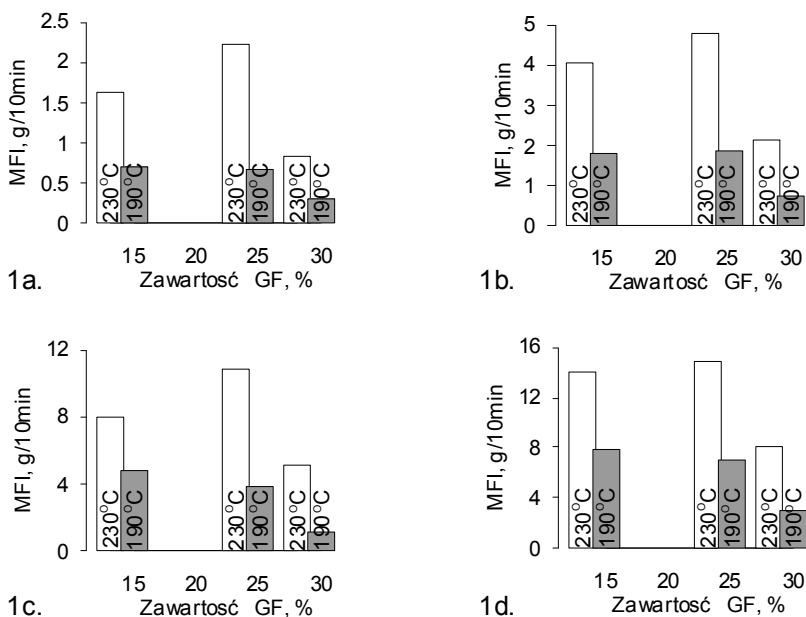 2.5
2
1.5
1
0.5
0
MFI, g/10min
230°C
190°C
230°C
190°C
230°C
190°C
15 20 25 30
Zawartosć GF, %
1a.
5
4
3
2
1
0
MFI, g/10min
230°C
190°C
230°C
190°C
230°C
190°C
15 20 25 30
Zawartosć GF, %
1b.
12
8
4
0
MFI, g/10min
230°C
190°C
230°C
190°C
230°C
190°C
15 20 25 30
Zawartosć GF, %
1c.
16
12
8
4
0
MFI, g/10min
230°C
190°C
230°C
190°C
230°C
190°C
15 20 25 30
Zawartosć GF, %
1d.